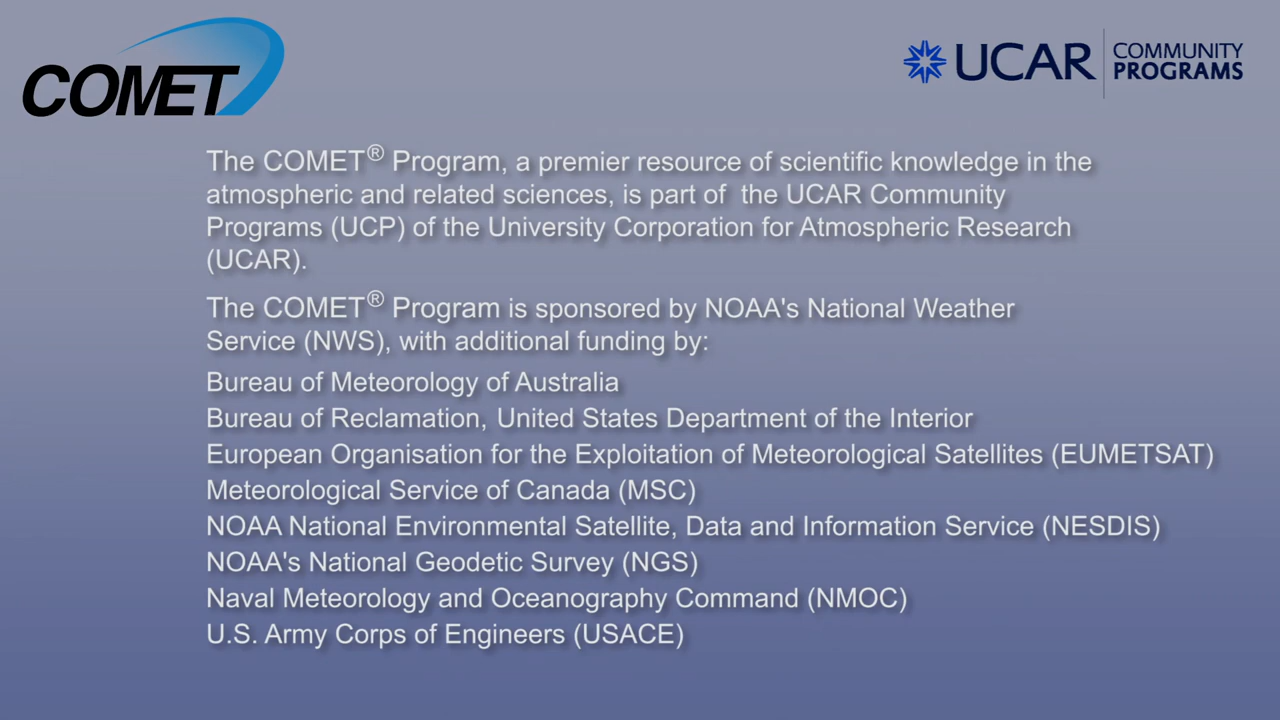 COMET
UCAR
COMMUNITY
PROGRAMS
The COMET® Program, a premier resource of scientific knowledge in the
atmospheric and related sciences, is part of the UCAR Community
Programs (UCP) of the University Corporation for Atmospheric Research
(UCAR).
The COMET® Program is sponsored by NOAA's National Weather
Service (NWS), with additional funding by:
Bureau of Meteorology of Australia
Bureau of Reclamation, United States Department of the Interior
European Organisation for the Exploitation of Meteorological Satellites (EUMETSAT)
Meteorological Service of Canada (MSC)
NOAA National Environmental Satellite, Data and Information Service (NESDIS)
NOAA's National Geodetic Survey (NGS)
Naval Meteorology and Oceanography Command (NMOC)
U.S. Army Corps of Engineers (USACE)